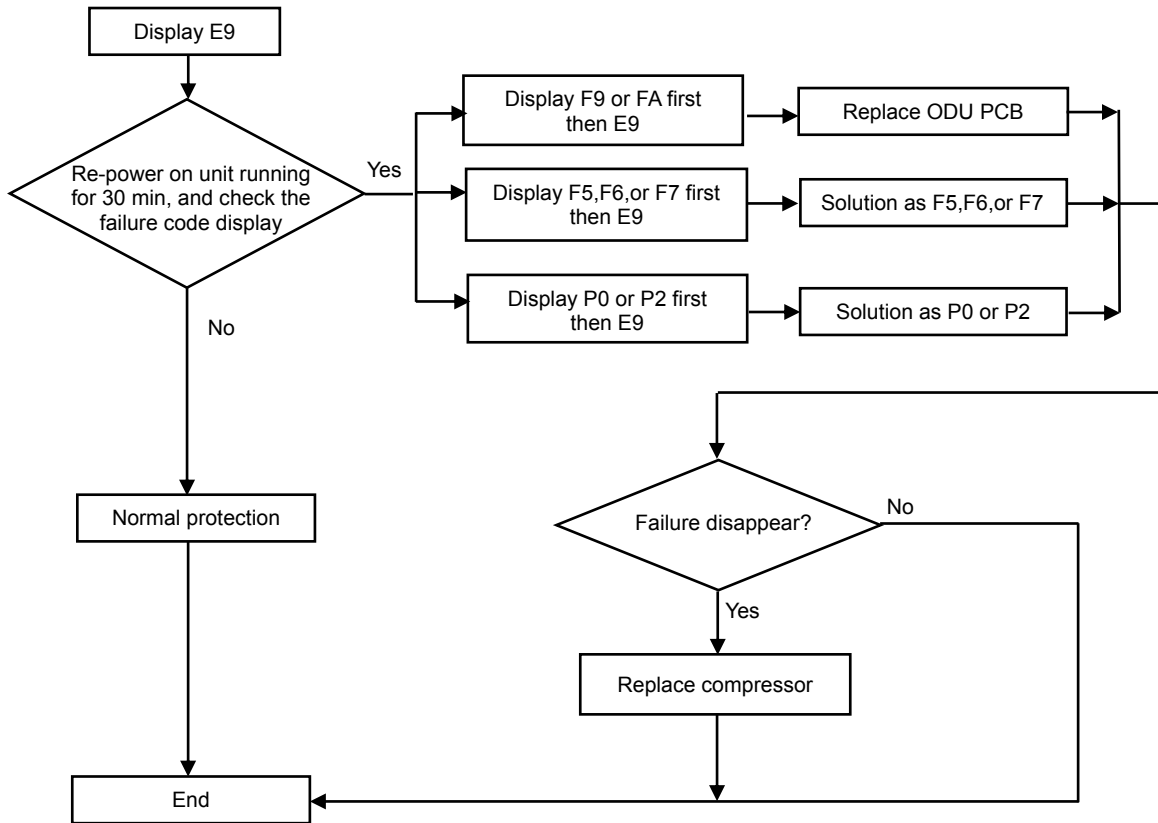 Display E9
Re-power on unit running
for 30 min, and check the
failure code display
Yes
No
Display F9 or FA first
then E9
Replace ODU PCB
Display F5,F6,or F7 first
then E9
Solution as F5,F6,or F7
Display P0 or P2 first
then E9
Solution as P0 or P2
Normal protection
Failure disappear?
No
Yes
Replace compressor
End